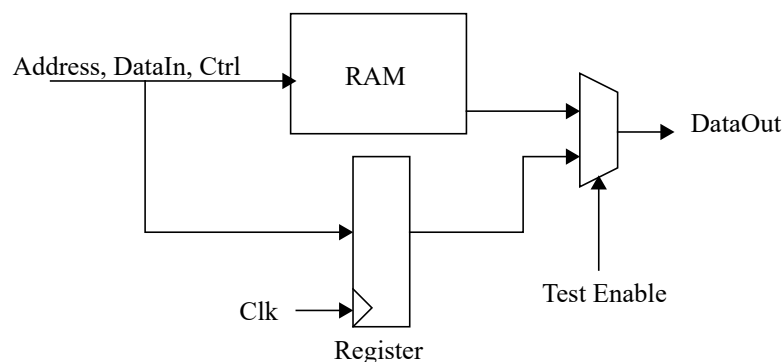 Address, DataIn, Ctrl
RAM
DataOut
Test Enable
Clk
Register